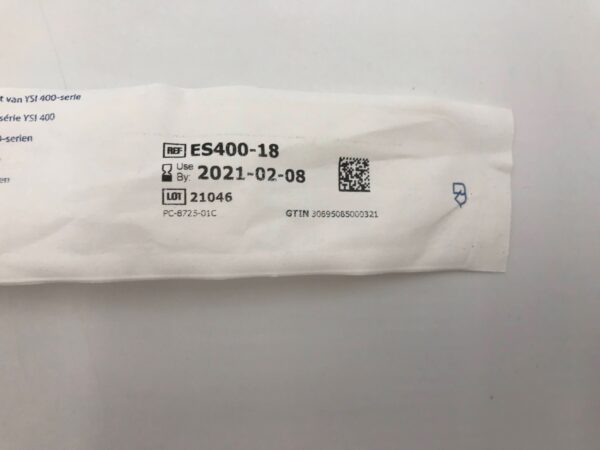 t van YSI 400-serie
série YSI 400
-serien
en
REF ES400-18
Use By: 2021-02-08
LOT 21046
PC-8725-01C
GTIN 30695085000321